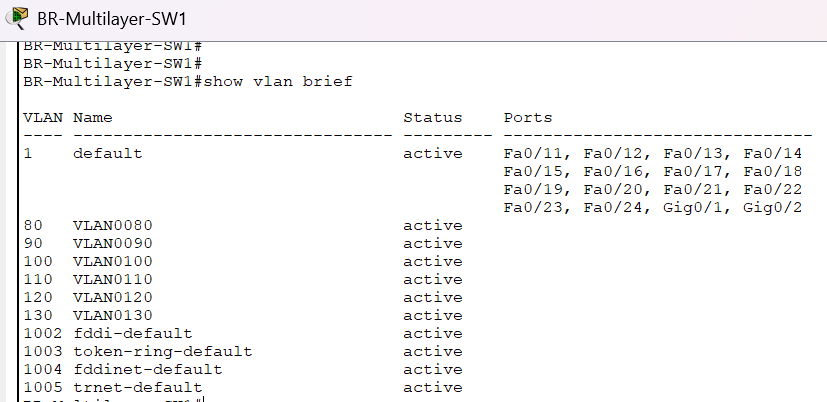 BR-Multilayer-SW1
BR-Multilayer-SW1#
BR-Multilayer-SW1#
BR-Multilayer-SW1#show vlan brief
VLAN Name                             Status    Ports
---- -------------------------------- --------- -------------------------------
1    default                          active    Fa0/11, Fa0/12, Fa0/13, Fa0/14
                                                Fa0/15, Fa0/16, Fa0/17, Fa0/18
                                                Fa0/19, Fa0/20, Fa0/21, Fa0/22
                                                Fa0/23, Fa0/24, Gig0/1, Gig0/2
80   VLAN0080                         active
90   VLAN0090                         active
100  VLAN0100                         active
110  VLAN0110                         active
120  VLAN0120                         active
130  VLAN0130                         active
1002 fddi-default                     active
1003 token-ring-default               active
1004 fddinet-default                  active
1005 trnet-default                    active
BR-Multilayer-SW1#